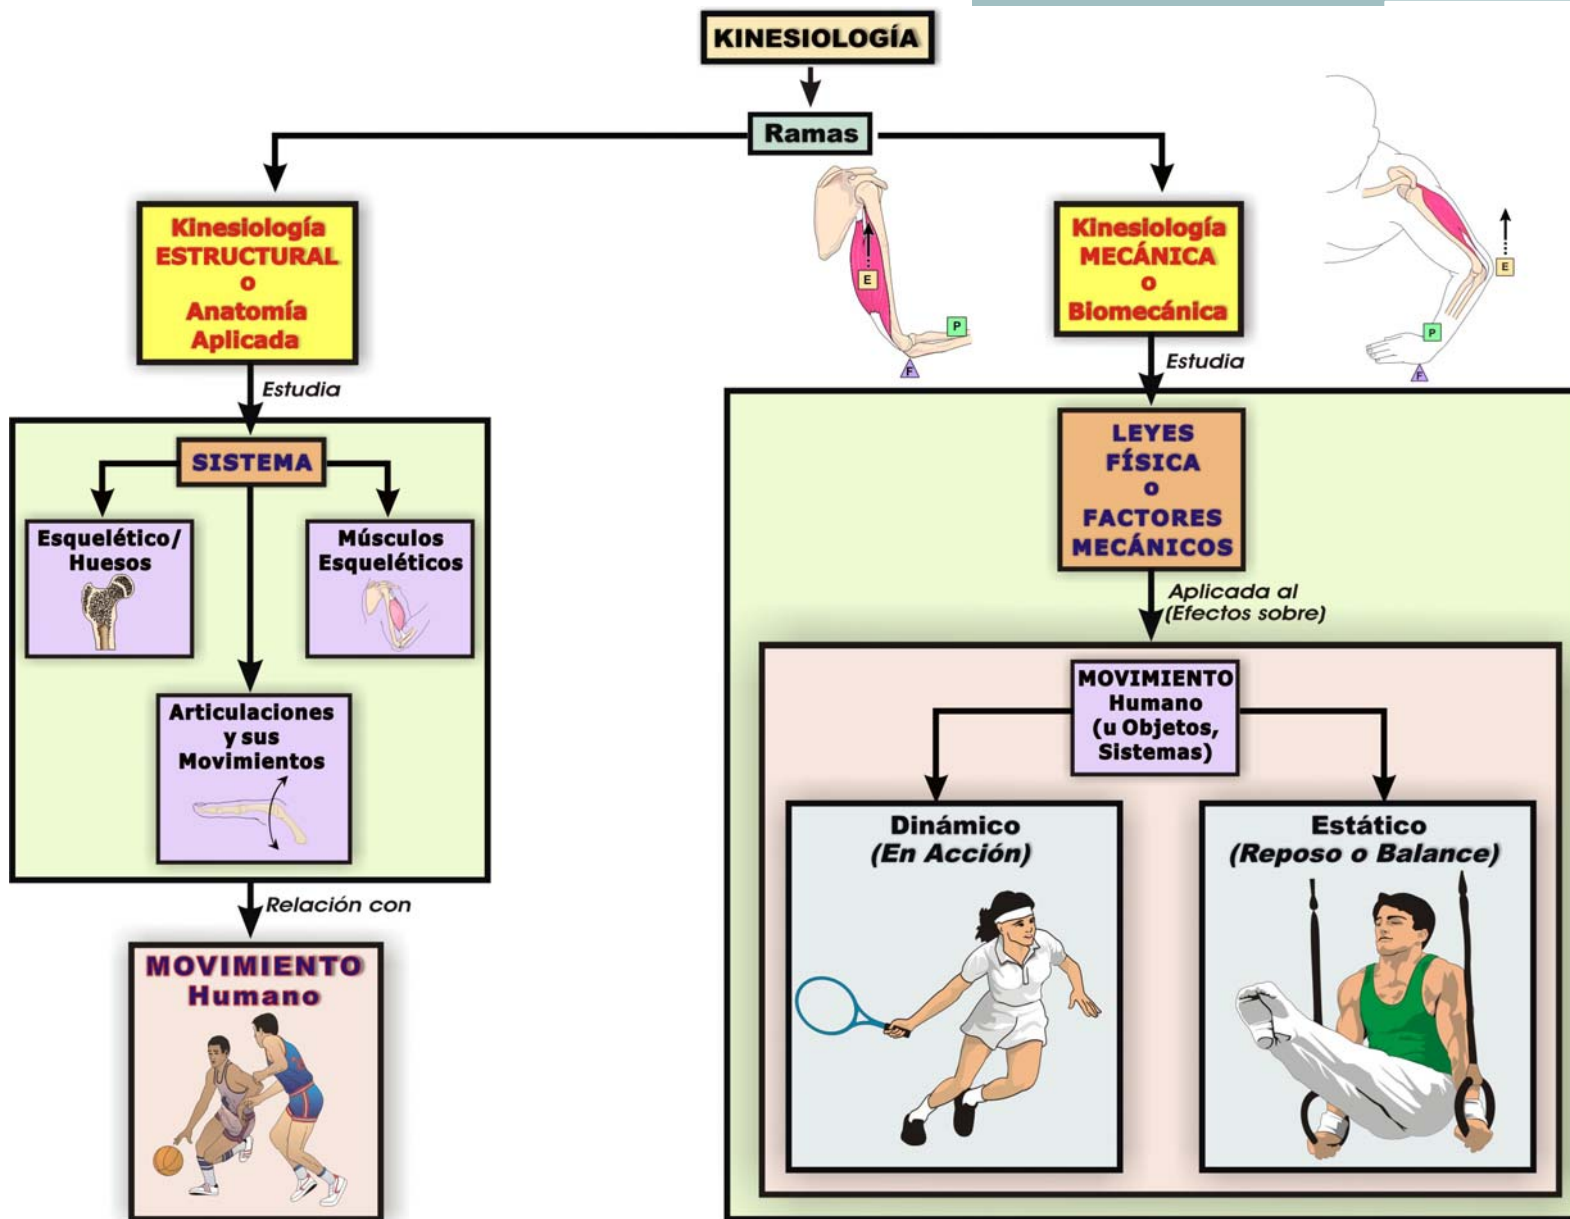 KINESIOLOGÍA
Ramas
Kinesiología
ESTRUCTURAL
o
Anatomía
Aplicada
Estudia
SISTEMA
Esquelético/
Huesos
Músculos
Esqueléticos
Articulaciones
y sus
Movimientos
Relación con
MOVIMIENTO
Humano
E
P
F
Kinesiología
MECÁNICA
o
Biomecánica
E
P
F
Estudia
LEYES
FÍSICA
o
FACTORES
MECÁNICOS
Aplicada al
(Efectos sobre)
MOVIMIENTO
Humano
(u Objetos,
Sistemas)
Dinámico
(En Acción)
Estático
(Reposo o Balance)